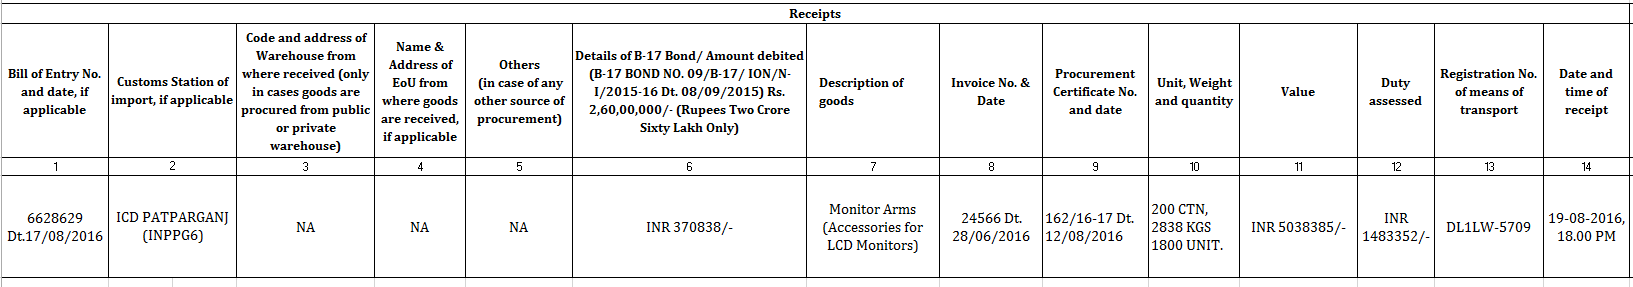 Receipts
Bill of Entry No.
and date, if
applicable
Customs Station of
import, if applicable
Code and address of
Warehouse from
where received (only
in cases goods are
procured from public
or private
warehouse)
Name &
Address of
EoU from
where goods
are received,
if applicable
Others
(in case of any
other source of
procurement)
Details of B-17 Bond/ Amount debited
(B-17 BOND NO. 09/B-17/ ION/N-
I/2015-16 Dt. 08/09/2015) Rs.
2,60,00,000/- (Rupees Two Crore
Sixty Lakh Only)
Description of
goods
Invoice No. &
Date
Procurement
Certificate No.
and date
Unit, Weight
and quantity
Value
Duty
assessed
Registration No.
of means of
transport
Date and
time of
receipt
1
2
3
4
5
6
7
8
9
10
11
12
13
14
6628629
Dt.17/08/2016
ICD PATPARGANJ
(INPPG6)
NA
NA
NA
INR 370838/-
Monitor Arms
(Accessories for
LCD Monitors)
24566 Dt.
28/06/2016
162/16-17 Dt.
12/08/2016
200 CTN,
2838 KGS
1800 UNIT.
INR 5038385/-
INR
1483352/-
DL1LW-5709
19-08-2016,
18.00 PM